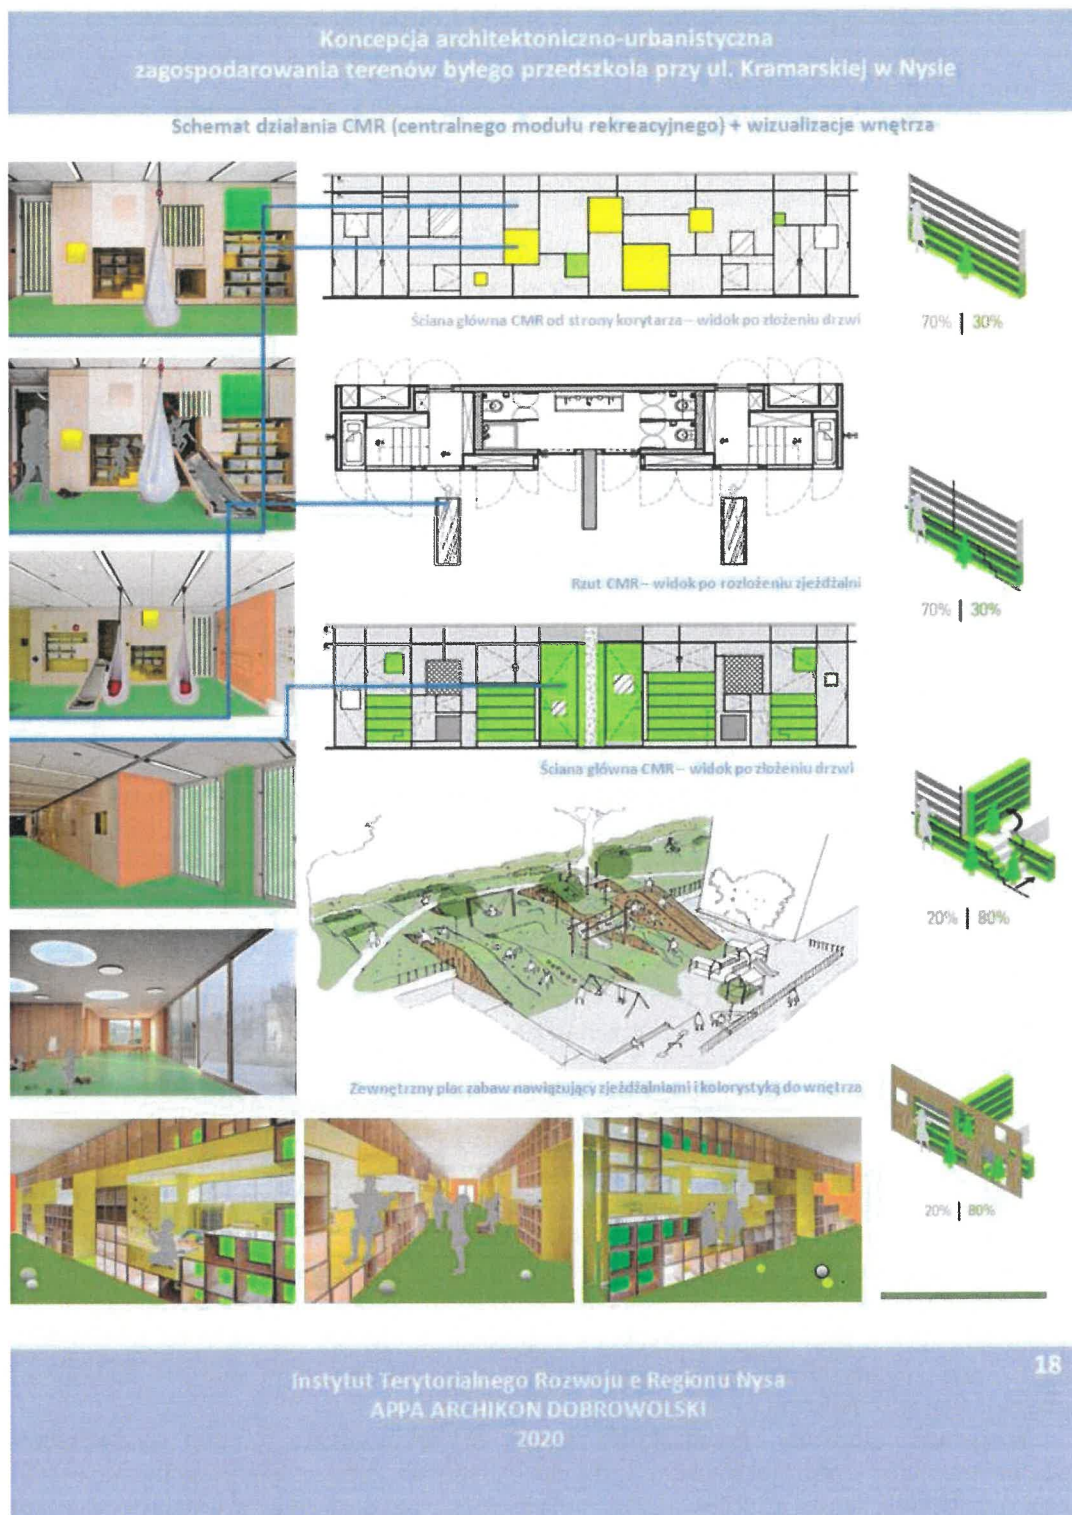 Koncepcja architektoniczno-urbanistyczna
zagospodarowania terenów byłego przedszkola przy ul. Kramarskiej w Nysie
Schemat działania CMR (centralnego modułu rekreacyjnego) + wizualizacje wnętrza
Ściana główna CMR od strony korytarza – widok po złożeniu drzwi
70% | 30%
Rzut CMR – widok po rozłożeniu zjeżdżalni
70% | 30%
Ściana główna CMR – widok po złożeniu drzwi
20% | 80%
Zewnętrzny plac zabaw nawiązujący zjeżdżalniami i kolorystyką do wnętrza
20% | 80%
Instytut Terytorialnego Rozwoju e Regionu Nysa
APPA ARCHIKON DOBROWOLSKI
2020
18